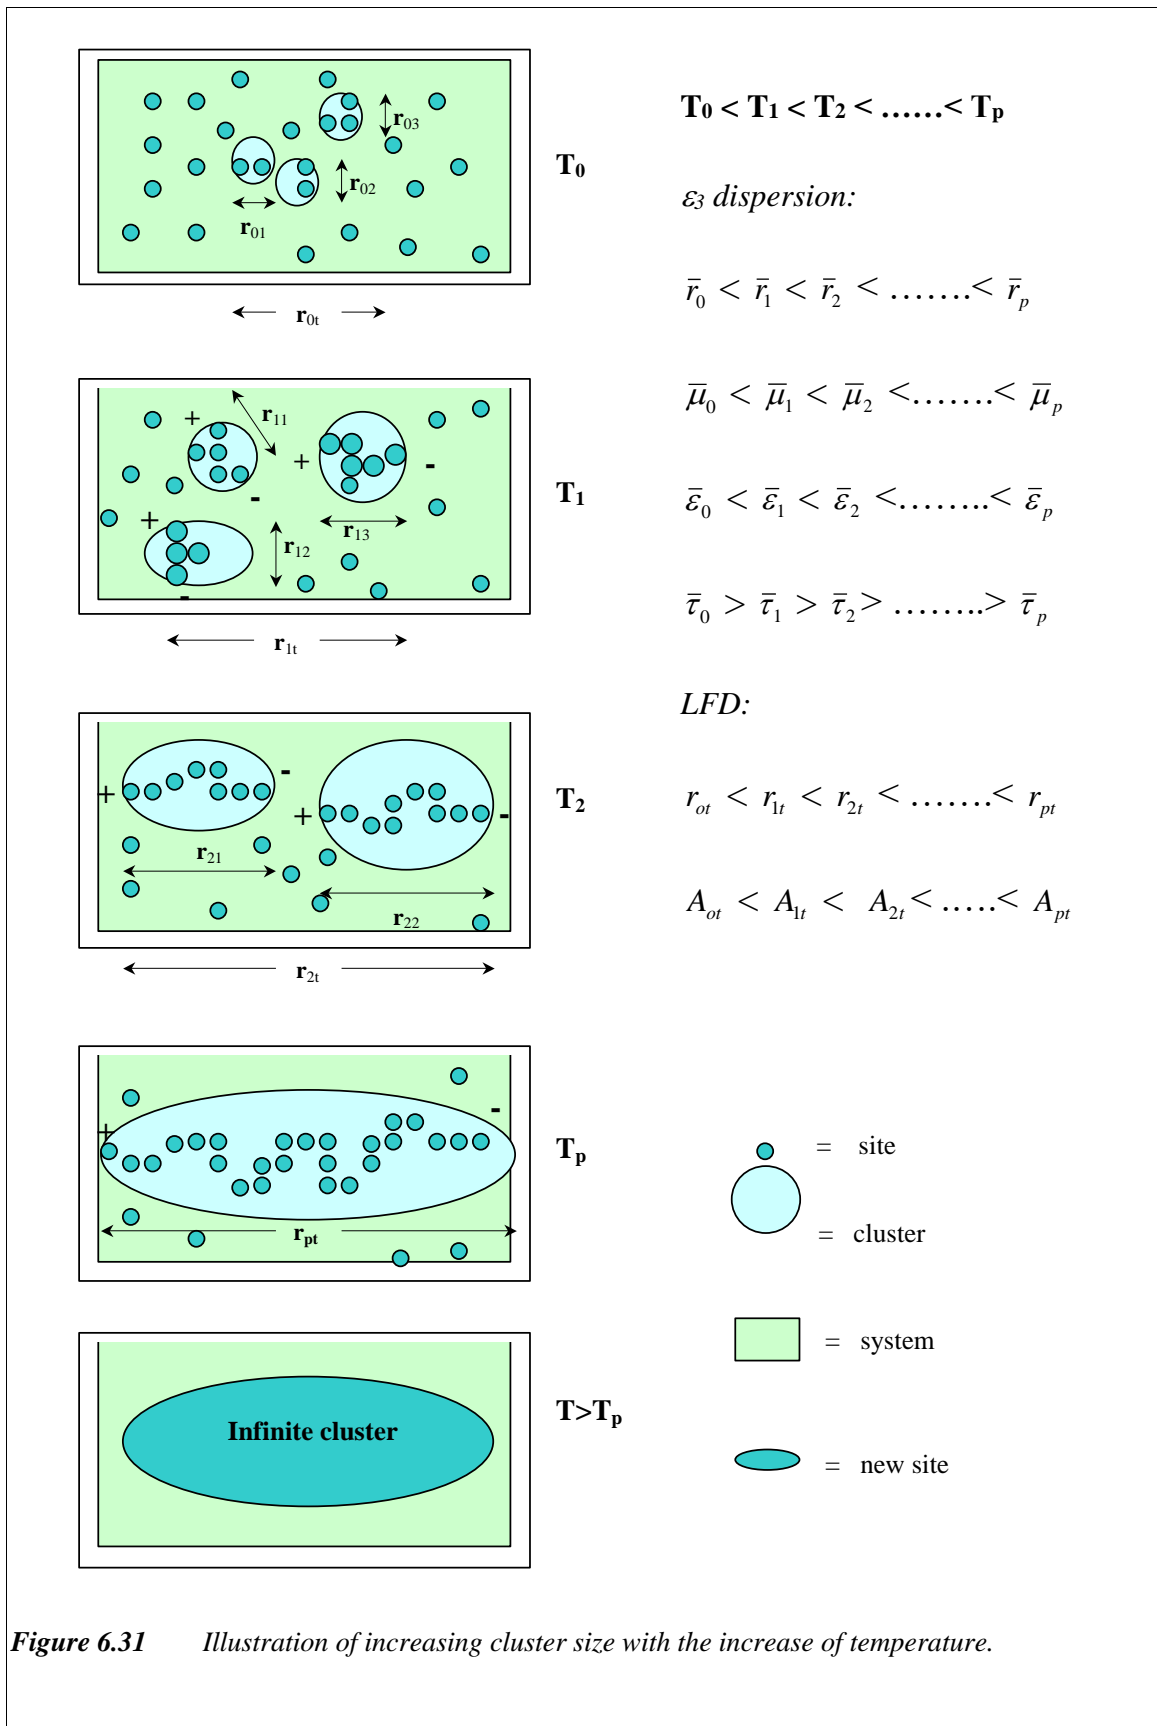 T₀ < T₁ < T₂ < ……< Tₚ
r₀₃
T₀
r₀₂
ε₃ dispersion:
r₀₁
r̄₀ < r̄₁ < r̄₂ < …….< r̄ₚ
r₀ₜ
μ̄₀ < μ̄₁ < μ̄₂ <…….< μ̄ₚ
+ r₁₁
+ -
T₁
-
ε̄₀ < ε̄₁ < ε̄₂ <……..< ε̄ₚ
+ r₁₃
r₁₂
-
τ̄₀ > τ̄₁ > τ̄₂> ……..> τ̄ₚ
r₁ₜ
LFD:
-
+ T₂
+ -
rₒₜ < r₁ₜ < r₂ₜ < …….< rₚₜ
r₂₁
r₂₂
Aₒₜ < A₁ₜ < A₂ₜ< …..< Aₚₜ
r₂ₜ
-
+
Tₚ
= site
rₚₜ
= cluster
= system
T>Tₚ
Infinite cluster
= new site
Figure 6.31 Illustration of increasing cluster size with the increase of temperature.